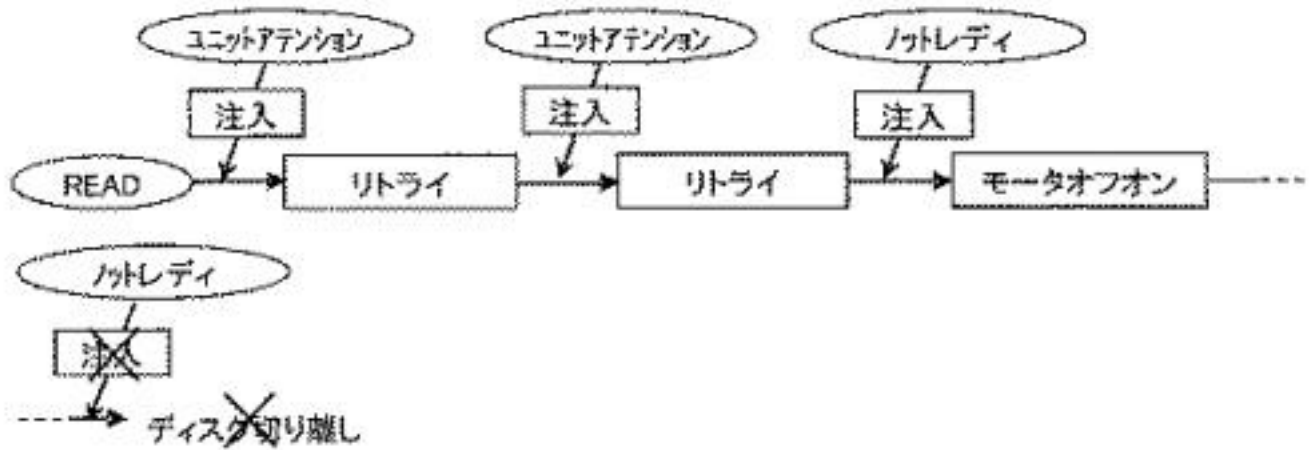 ユニットアテンション ユニットアテンション ノットレディ
注入 注入 注入
READ リトライ リトライ モータオフオン
ノットレディ
注入
ディスク切り離し